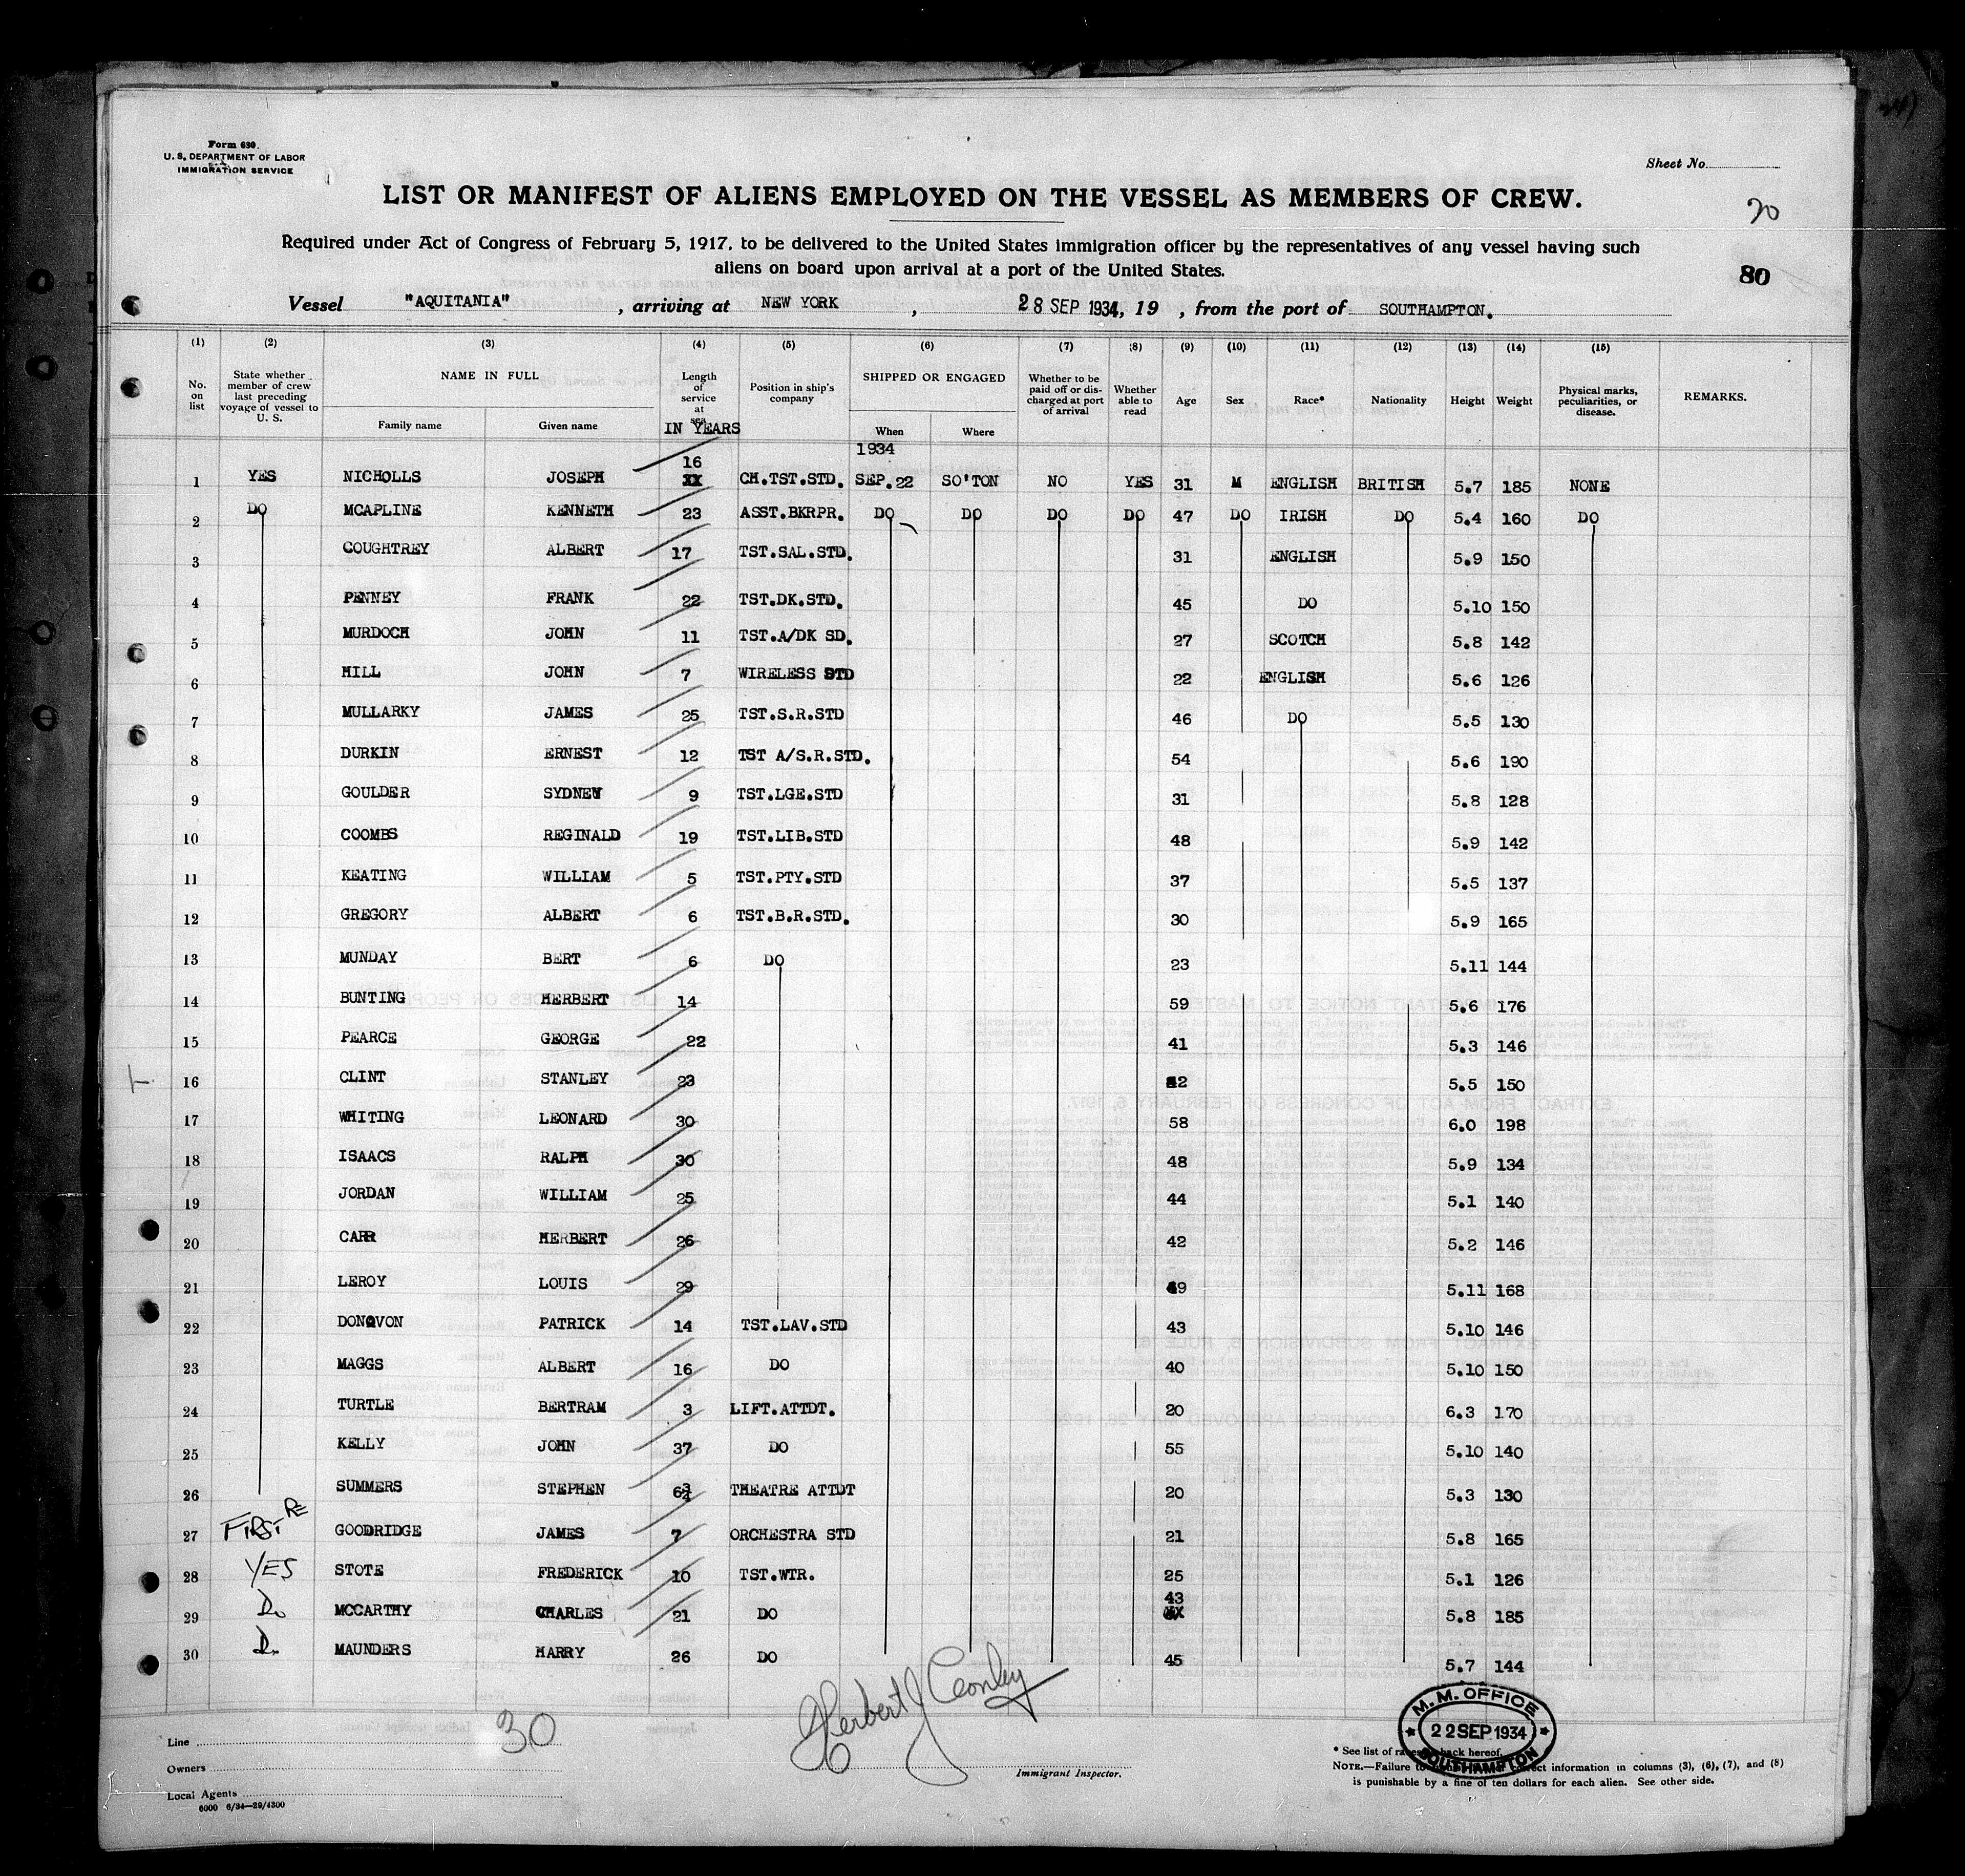 Form 630.
U. S. DEPARTMENT OF LABOR
IMMIGRATION SERVICE
Sheet No.
LIST OR MANIFEST OF ALIENS EMPLOYED ON THE VESSEL AS MEMBERS OF CREW.
20
Required under Act of Congress of February 5, 1917, to be delivered to the United States immigration officer by the representatives of any vessel having such
aliens on board upon arrival at a port of the United States.
80
Vessel "AQUITANIA", arriving at NEW YORK, 28 SEP 1934, 19 , from the port of SOUTHAMPTON.
(1) (2) (3) (4) (5) (6) (7) (8) (9) (10) (11) (12) (13) (14) (15)
No. on list State whether member of crew last preceding voyage of vessel to U. S. NAME IN FULL Family name Given name Length of service at sea IN YEARS Position in ship's company SHIPPED OR ENGAGED When Where Whether to be paid off or discharged at port of arrival Whether able to read Age Sex Race* Nationality Height Weight Physical marks, peculiarities, or disease. REMARKS.
1934
1 YES NICHOLLS JOSEPH 16 CH.TST.STD. SEP.22 SO'TON NO YES 31 M ENGLISH BRITISH 5.7 185 NONE
2 DO MCAPLINE KENNETH 23 ASST.BKRPR. DO DO DO DO 47 DO IRISH DO 5.4 160 DO
3 COUGHTREY ALBERT 17 TST.SAL.STD. 31 ENGLISH 5.9 150
4 PENNEY FRANK 22 TST.DK.STD. 45 DO 5.10 150
5 MURDOCH JOHN 11 TST.A/DK SD. 27 SCOTCH 5.8 142
6 HILL JOHN 7 WIRELESS STD 22 ENGLISH 5.6 126
7 MULLARKY JAMES 25 TST.S.R.STD 46 DO 5.5 130
8 DURKIN ERNEST 12 TST A/S.R.STD. 54 5.6 190
9 GOULDER SYDNEY 9 TST.LGE.STD 31 5.8 128
10 COOMBS REGINALD 19 TST.LIB.STD 48 5.9 142
11 KEATING WILLIAM 5 TST.PTY.STD 37 5.5 137
12 GREGORY ALBERT 6 TST.B.R.STD. 30 5.9 165
13 MUNDAY BERT 6 DO 23 5.11 144
14 BUNTING HERBERT 14 59 5.6 176
15 PEARCE GEORGE 22 41 5.3 146
16 CLINT STANLEY 23 5.5 150
17 WHITING LEONARD 30 58 6.0 198
18 ISAACS RALPH 30 48 5.9 134
19 JORDAN WILLIAM 25 44 5.1 140
20 CARR HERBERT 26 42 5.2 146
21 LEROY LOUIS 29 5.11 168
22 DONOVON PATRICK 14 TST.LAV.STD 43 5.10 146
23 MAGGS ALBERT 16 DO 40 5.10 150
24 TURTLE BERTRAM 3 LIFT.ATTDT. 20 6.3 170
25 KELLY JOHN 37 DO 55 5.10 140
26 SUMMERS STEPHEN THEATRE ATTDT 20 5.3 130
27 FIRST RE GOODRIDGE JAMES 7 ORCHESTRA STD 21 5.8 165
28 YES STOTE FREDERICK 10 TST.WTR. 25 5.1 126
29 Do MCCARTHY CHARLES 21 DO 43 5.8 185
30 Do MAUNDERS HARRY 26 DO 45 5.7 144
30
Herbert J Conley
Immigrant Inspector.
Line
Owners
Local Agents
6000 6/34—29/4300
M. M. OFFICE
22 SEP 1934
SOUTHAMPTON
* See list of races back hereof.
NOTE.—Failure to correct information in columns (3), (6), (7), and (8)
is punishable by a fine of ten dollars for each alien. See other side.